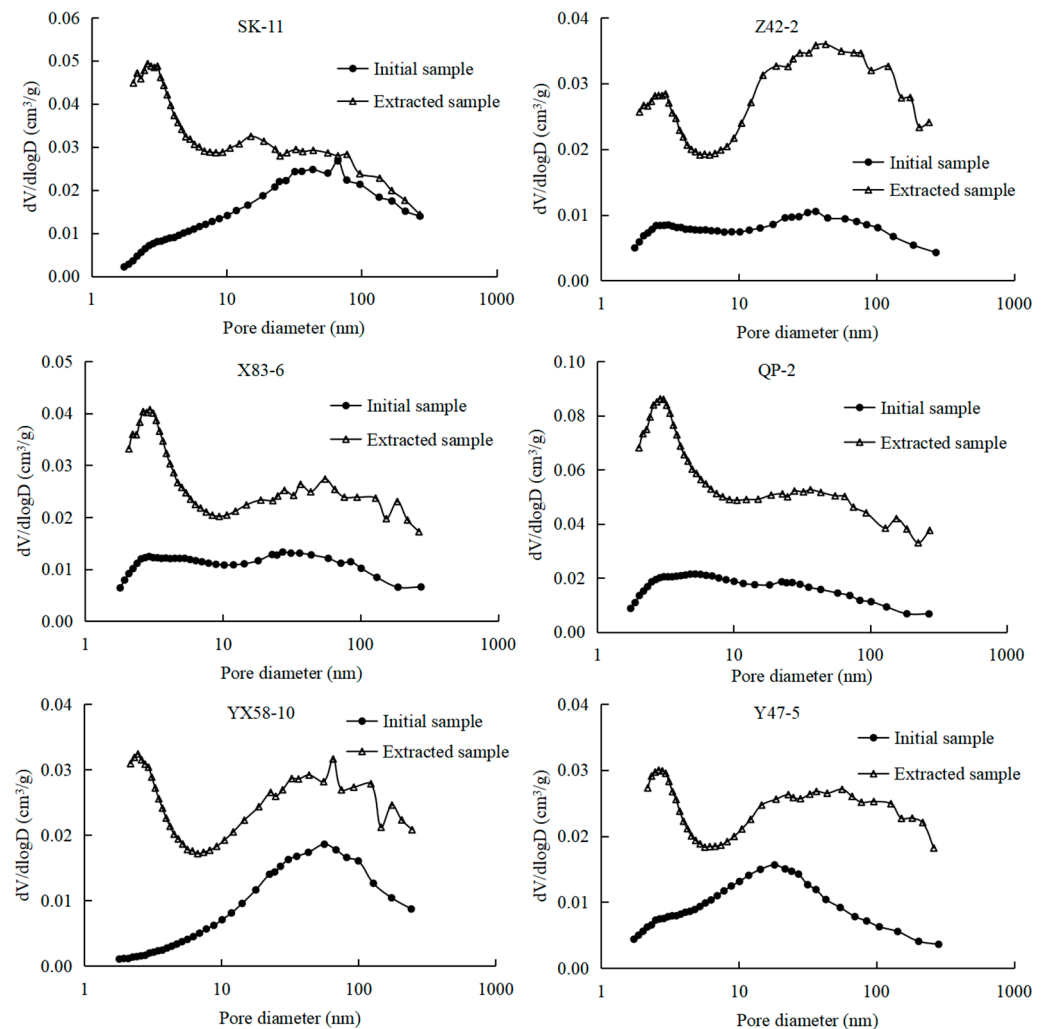 SK-11
dV/dlogD (cm³/g)
0.06
0.05
0.04
0.03
0.02
0.01
0.00
Initial sample
Extracted sample
1 10 100 1000
Pore diameter (nm)
Z42-2
dV/dlogD (cm³/g)
0.04
0.03
0.02
0.01
0.00
Initial sample
Extracted sample
1 10 100 1000
Pore diameter (nm)
X83-6
dV/dlogD (cm³/g)
0.05
0.04
0.03
0.02
0.01
0.00
Initial sample
Extracted sample
1 10 100 1000
Pore diameter (nm)
QP-2
dV/dlogD (cm³/g)
0.10
0.08
0.06
0.04
0.02
0.00
Initial sample
Extracted sample
1 10 100 1000
Pore diameter (nm)
YX58-10
dV/dlogD (cm³/g)
0.04
0.03
0.02
0.01
0.00
Initial sample
Extracted sample
1 10 100 1000
Pore diameter (nm)
Y47-5
dV/dlogD (cm³/g)
0.04
0.03
0.02
0.01
0.00
Initial sample
Extracted sample
1 10 100 1000
Pore diameter (nm)